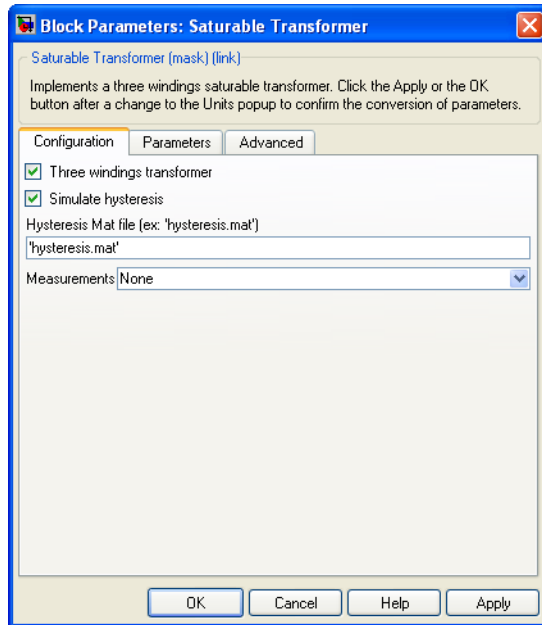 Block Parameters: Saturable Transformer
Saturable Transformer (mask) (link)
Implements a three windings saturable transformer. Click the Apply or the OK
button after a change to the Units popup to confirm the conversion of parameters.
Configuration Parameters Advanced
Three windings transformer
Simulate hysteresis
Hysteresis Mat file (ex: 'hysteresis.mat')
'hysteresis.mat'
Measurements None
OK Cancel Help Apply